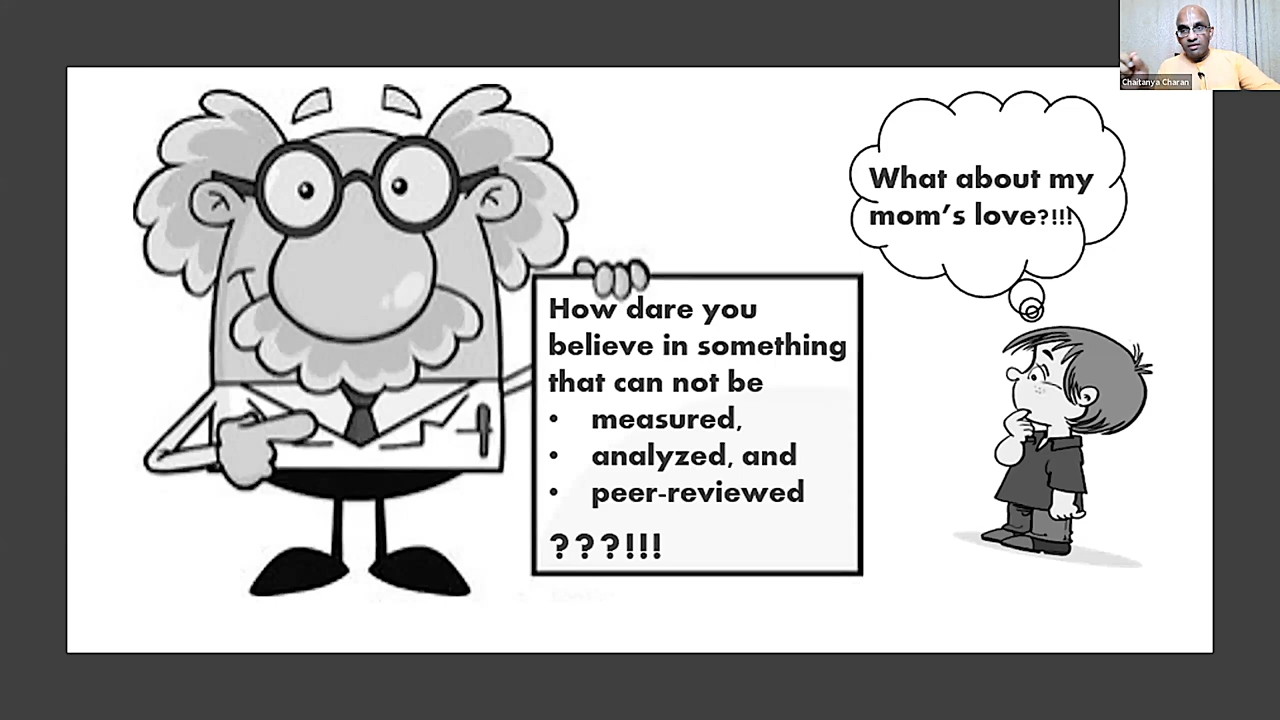 Chaitanya Charan
What about my
mom's love?!!!
How dare you
believe in something
that can not be
• measured,
• analyzed, and
• peer-reviewed
???!!!